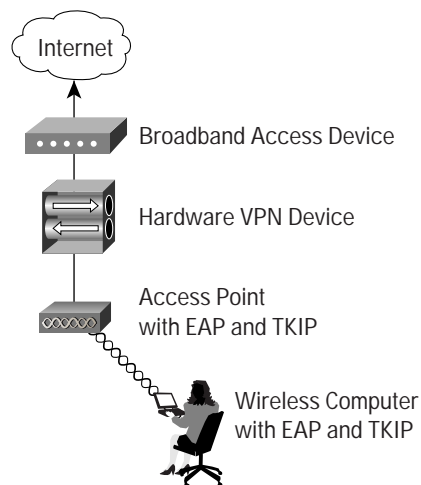 Internet
Broadband Access Device
Hardware VPN Device
Access Point
with EAP and TKIP
Wireless Computer
with EAP and TKIP